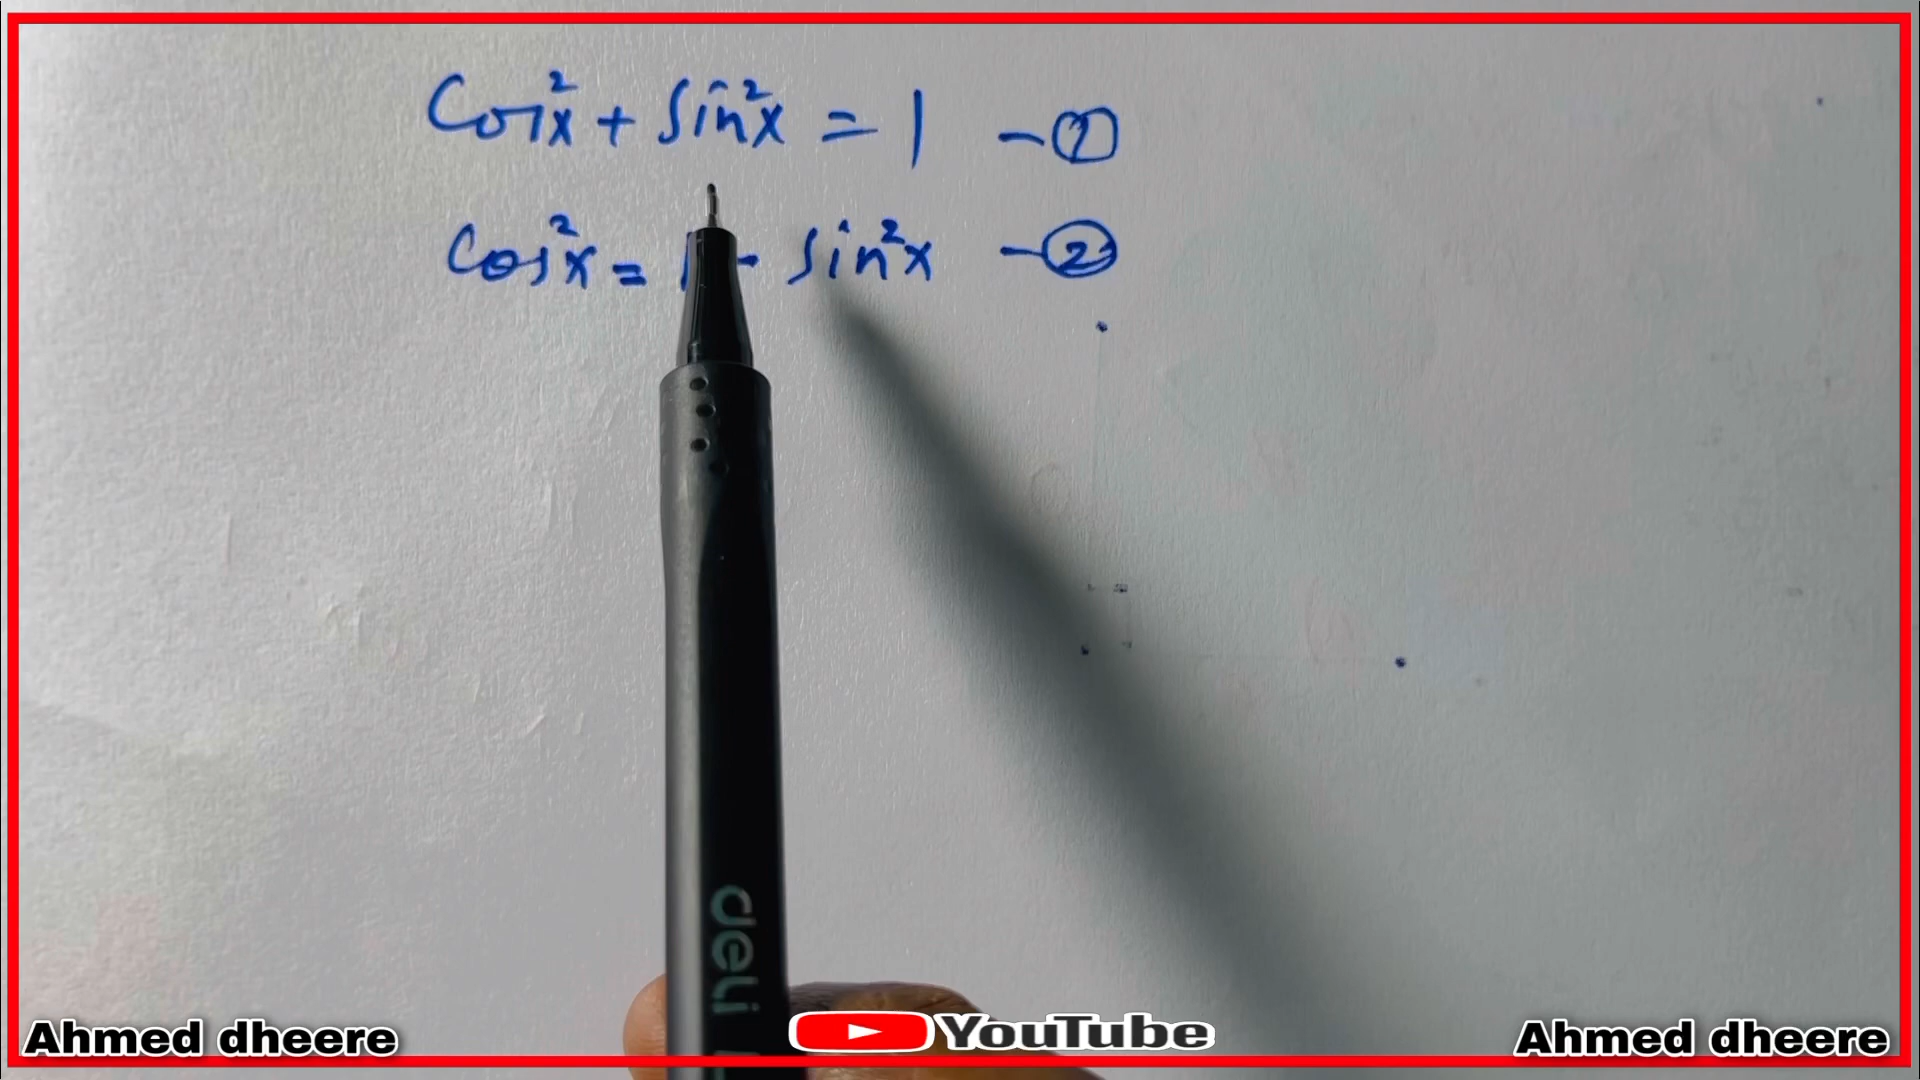 Cos²x + Sin²x = 1 - ①
Cos²x = 1 - Sin²x - ②
deli
Ahmed dheere
YouTube
Ahmed dheere